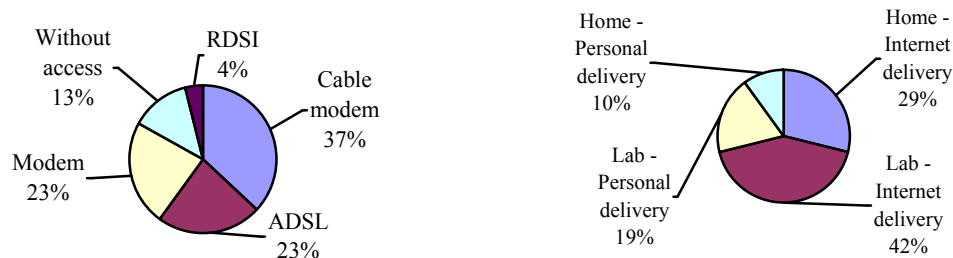 Without
access
13%
RDSI
4%
Cable
modem
37%
Modem
23%
ADSL
23%
Home -
Personal
delivery
10%
Home -
Internet
delivery
29%
Lab -
Personal
delivery
19%
Lab -
Internet
delivery
42%